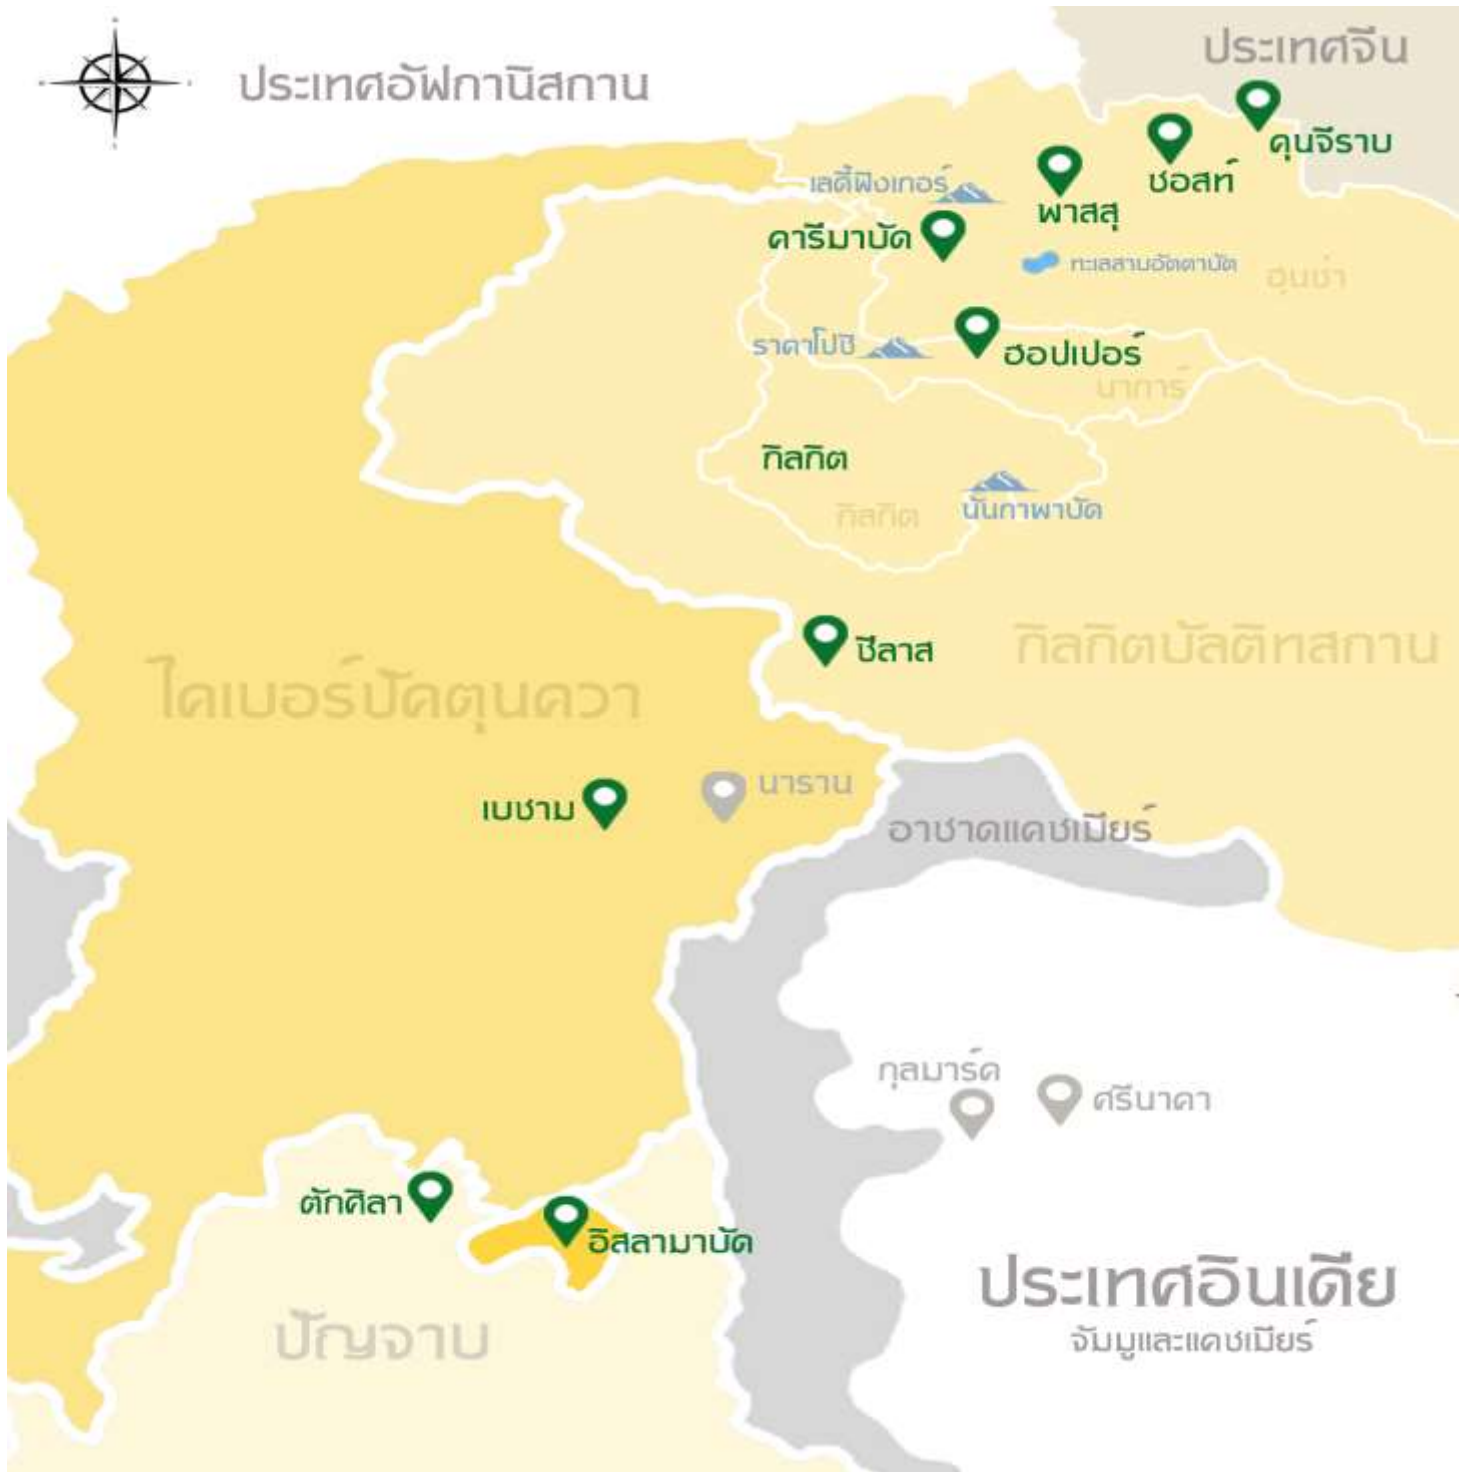 ประเทศจีน
ประเทศอัฟกานิสถาน
คุนจีราบ
ซอสท์
เลดี้ฟิงเกอร์
พาสสุ
คารีมาบัด
ทะเลสาบอัตตาบัด
ฮุนซ่า
ราคาโปชิ
ฮอปเปอร์
นาการ์
กิลกิต
นันกาพาบัต
กิลกิต
ชีลาส
กิลกิตบัลติทสถาน
ไคเบอร์ปัคตุนควา
นาราน
เบชาม
อาซาดแคชเมียร์
กุลมาร์ค
ศรีนาคา
ตักศิลา
อิสลามาบัด
ประเทศอินเดีย
จัมมูและแคชเมียร์
ปัญจาบ